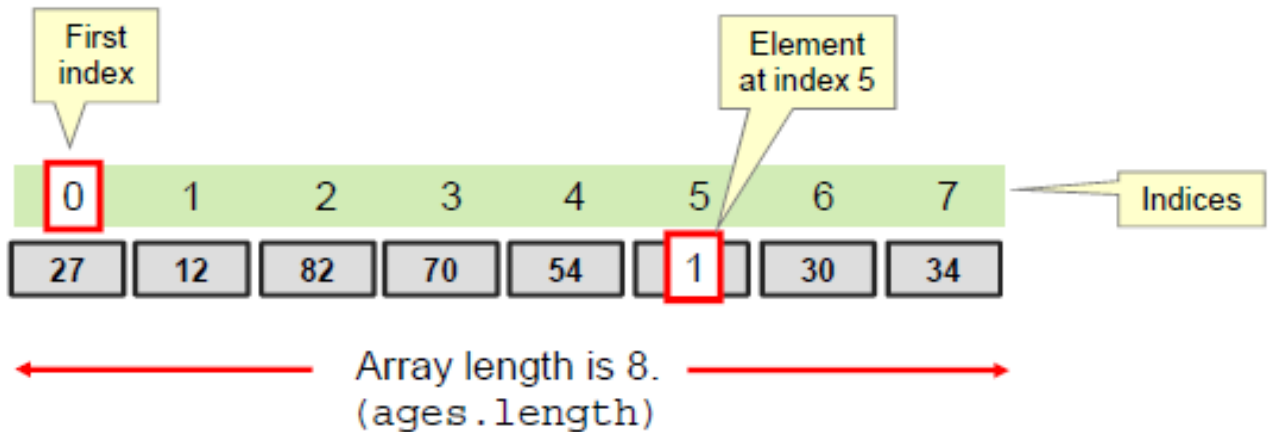 First
index
Element
at index 5
0 1 2 3 4 5 6 7
Indices
27 12 82 70 54 1 30 34
Array length is 8.
(ages.length)